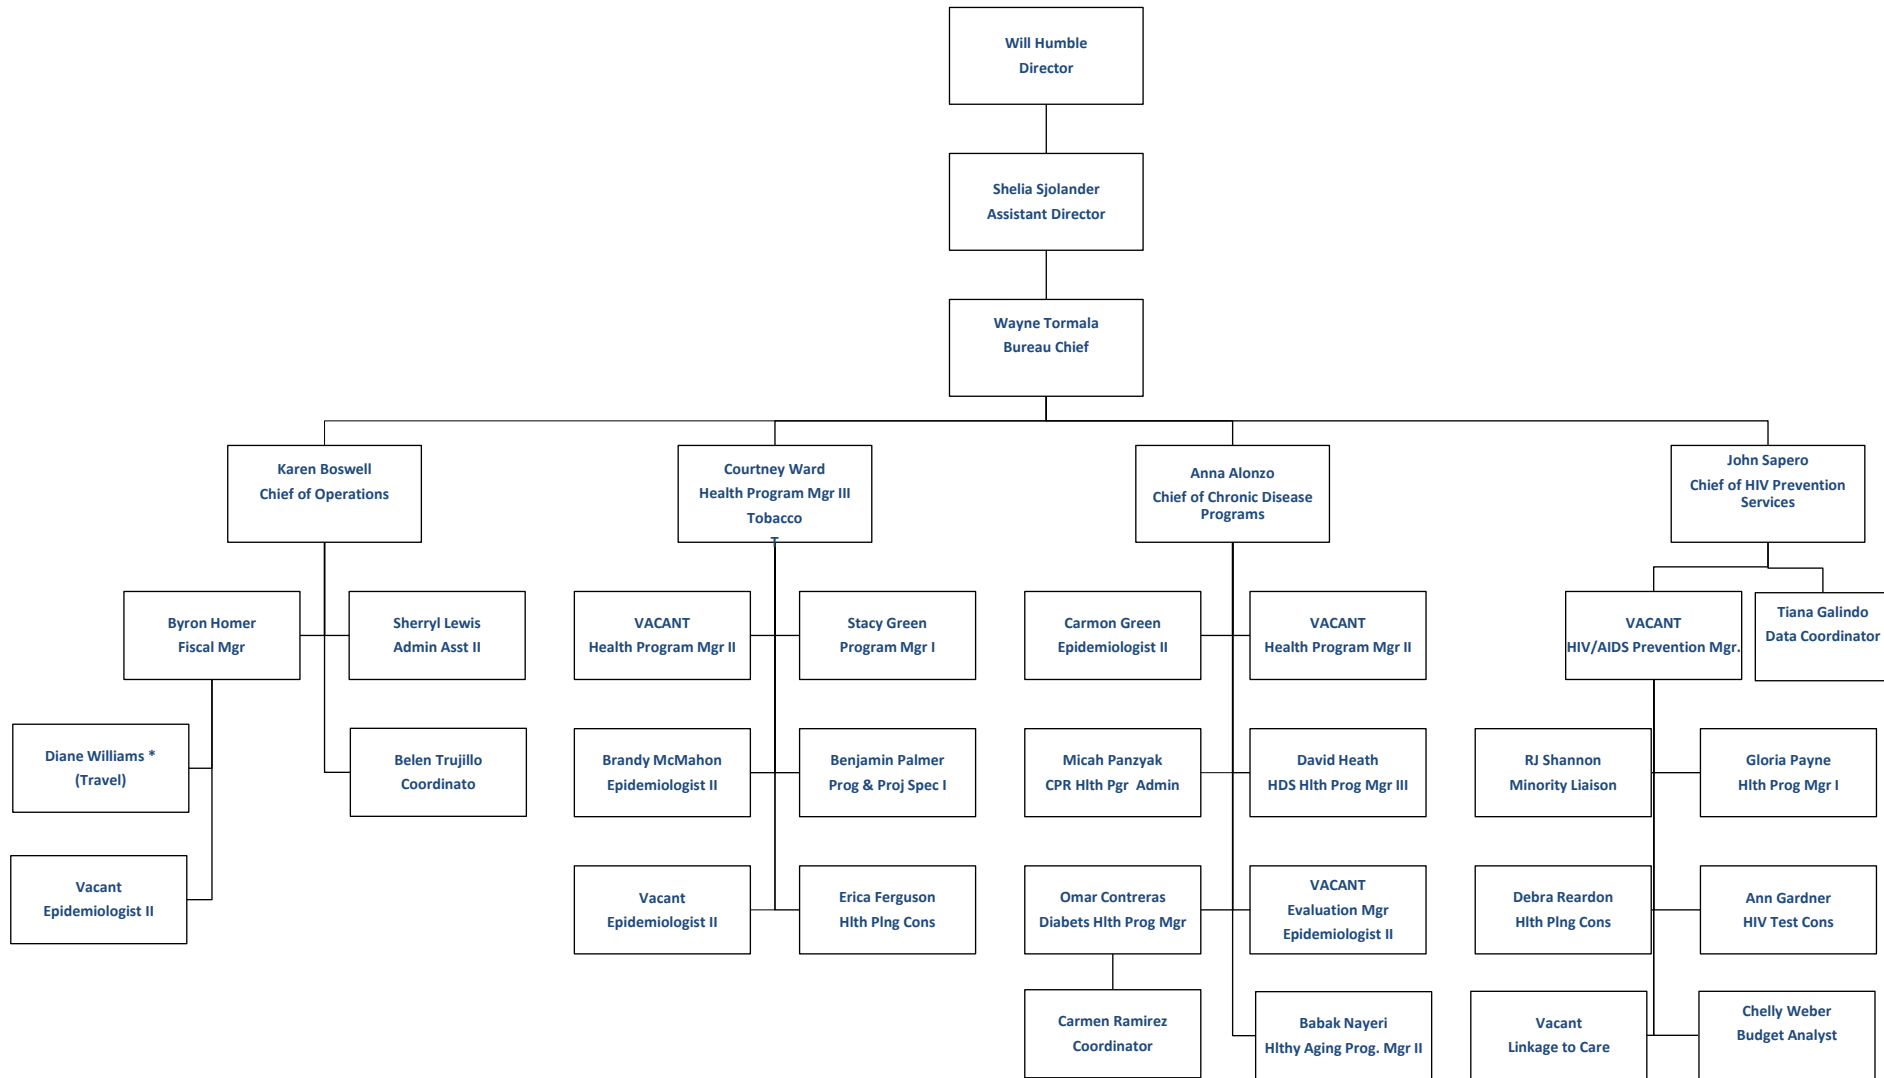 Will Humble
Director
Shelia Sjolander
Assistant Director
Wayne Tormala
Bureau Chief
Karen Boswell
Chief of Operations
Courtney Ward
Health Program Mgr III
Tobacco
T
Anna Alonzo
Chief of Chronic Disease
Programs
John Sapero
Chief of HIV Prevention
Services
Byron Homer
Fiscal Mgr
Sherryl Lewis
Admin Asst II
VACANT
Health Program Mgr II
Stacy Green
Program Mgr I
Carmon Green
Epidemiologist II
VACANT
Health Program Mgr II
VACANT
HIV/AIDS Prevention Mgr.
Tiana Galindo
Data Coordinator
Diane Williams *
(Travel)
Belen Trujillo
Coordinato
Brandy McMahon
Epidemiologist II
Benjamin Palmer
Prog & Proj Spec I
Micah Panzyak
CPR Hlth Pgr Admin
David Heath
HDS Hlth Prog Mgr III
RJ Shannon
Minority Liaison
Gloria Payne
Hlth Prog Mgr I
Vacant
Epidemiologist II
Vacant
Epidemiologist II
Erica Ferguson
Hlth Plng Cons
Omar Contreras
Diabets Hlth Prog Mgr
VACANT
Evaluation Mgr
Epidemiologist II
Debra Reardon
Hlth Plng Cons
Ann Gardner
HIV Test Cons
Carmen Ramirez
Coordinator
Babak Nayeri
Hlthy Aging Prog. Mgr II
Vacant
Linkage to Care
Chelly Weber
Budget Analyst